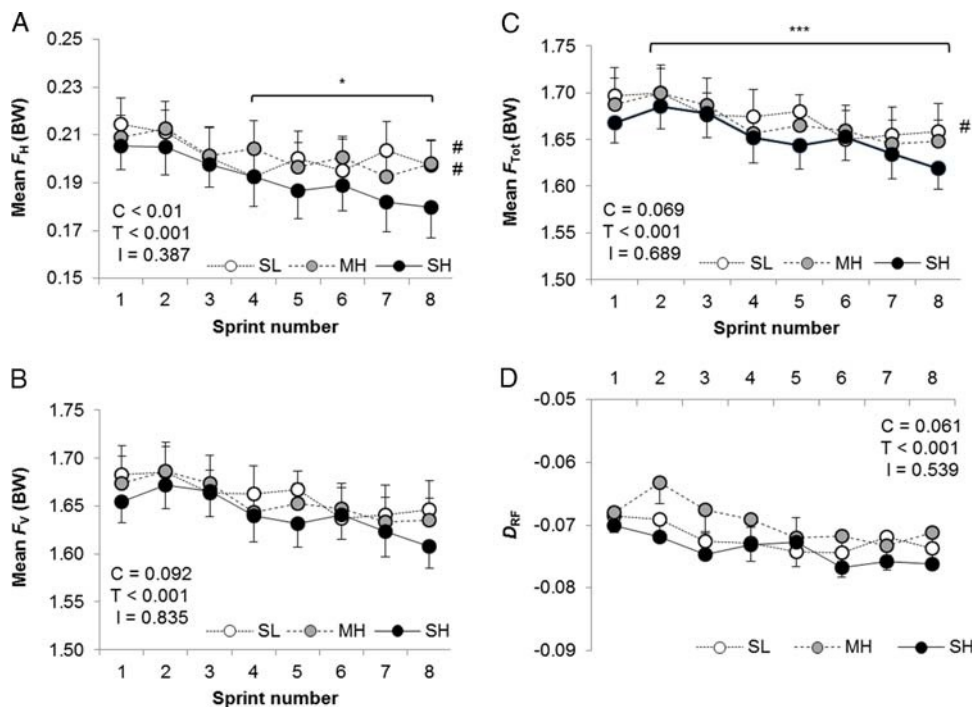 A
0.25
0.23
0.21
0.19
0.17
0.15
Mean FH (BW)
*
#
#
C < 0.01
T < 0.001
I = 0.387
SL MH SH
1 2 3 4 5 6 7 8
Sprint number
B
1.75
1.70
1.65
1.60
1.55
1.50
Mean FV (BW)
C = 0.092
T < 0.001
I = 0.835
SL MH SH
1 2 3 4 5 6 7 8
Sprint number
C
1.75
1.70
1.65
1.60
1.55
1.50
Mean FTot (BW)
***
#
C = 0.069
T < 0.001
I = 0.689
SL MH SH
1 2 3 4 5 6 7 8
Sprint number
D
1 2 3 4 5 6 7 8
-0.05
-0.06
-0.07
-0.08
-0.09
DRF
C = 0.061
T < 0.001
I = 0.539
SL MH SH